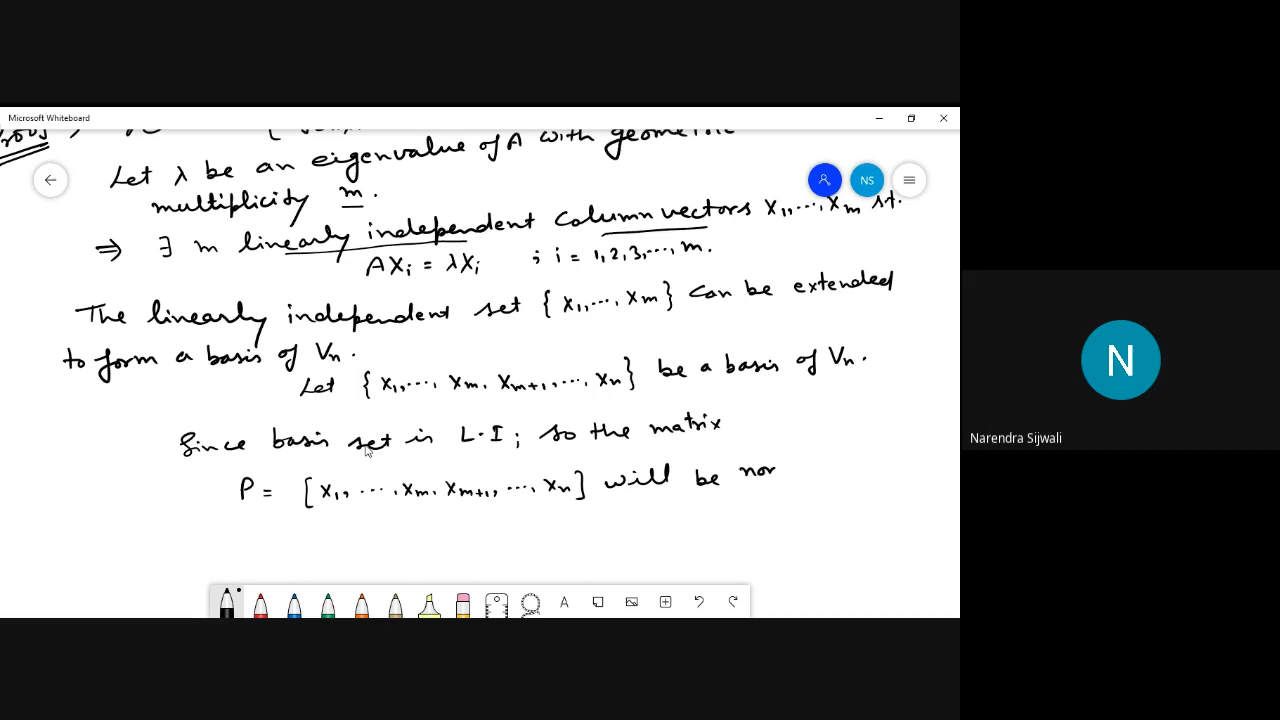 Microsoft Whiteboard
Let λ be an eigenvalue of A with geometric
multiplicity m.
NS
⇒ ∃ m linearly independent column vectors X1,...,Xm st.
AXi = λXi ; i = 1,2,3,...,m.
The linearly independent set {X1,...,Xm} can be extended
to form a basis of Vn.
Let {X1,..., Xm, Xm+1,..., Xn} be a basis of Vn.
Since basis set is L.I; so the matrix
P = [X1, ..., Xm, Xm+1, ..., Xn] will be non
N
Narendra Sijwali